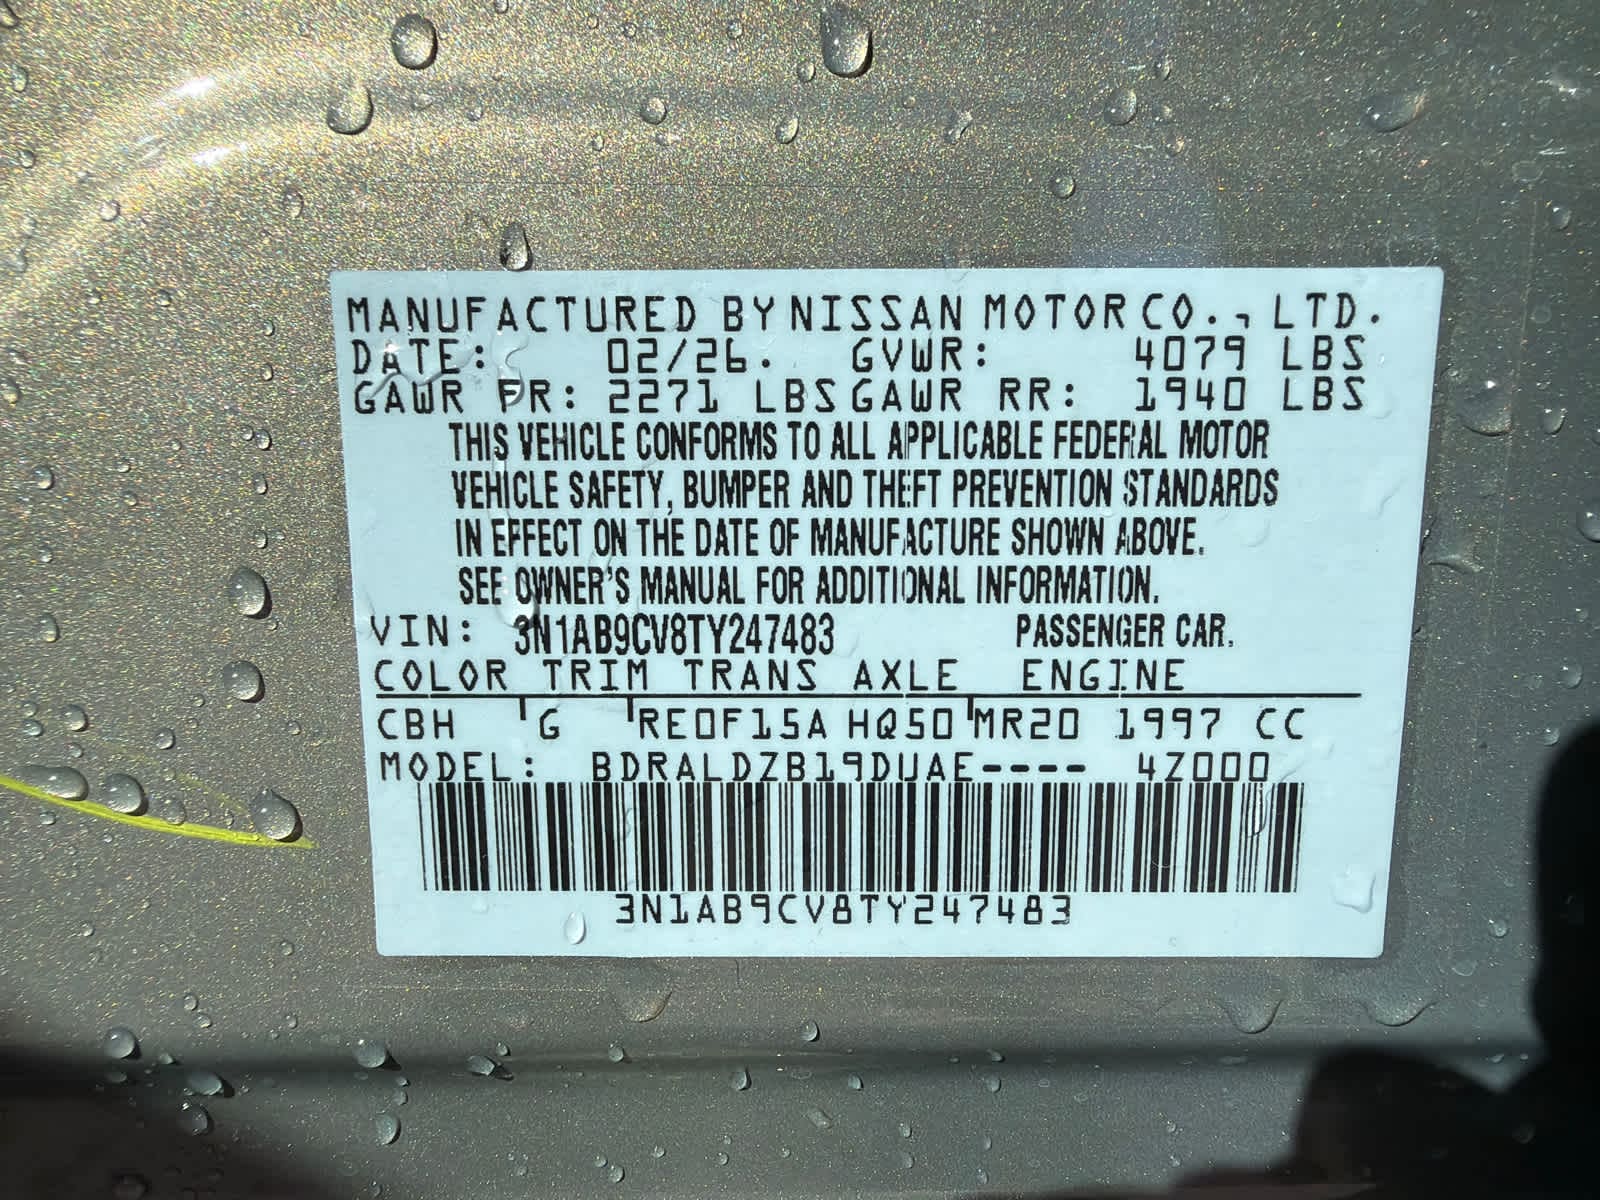 MANUFACTURED BY NISSAN MOTOR CO., LTD.
DATE: 02/26. GVWR: 4079 LBS
GAWR FR: 2271 LBS GAWR RR: 1940 LBS
THIS VEHICLE CONFORMS TO ALL APPLICABLE FEDERAL MOTOR
VEHICLE SAFETY, BUMPER AND THEFT PREVENTION STANDARDS
IN EFFECT ON THE DATE OF MANUFACTURE SHOWN ABOVE.
SEE OWNER'S MANUAL FOR ADDITIONAL INFORMATION.
VIN: 3N1AB9CV8TY247483 PASSENGER CAR.
COLOR TRIM TRANS AXLE ENGINE
CBH G RE0F15A HQ50 MR20 1997 CC
MODEL: BDRALDZB19DUAE---- 4Z000
3N1AB9CV8TY247483